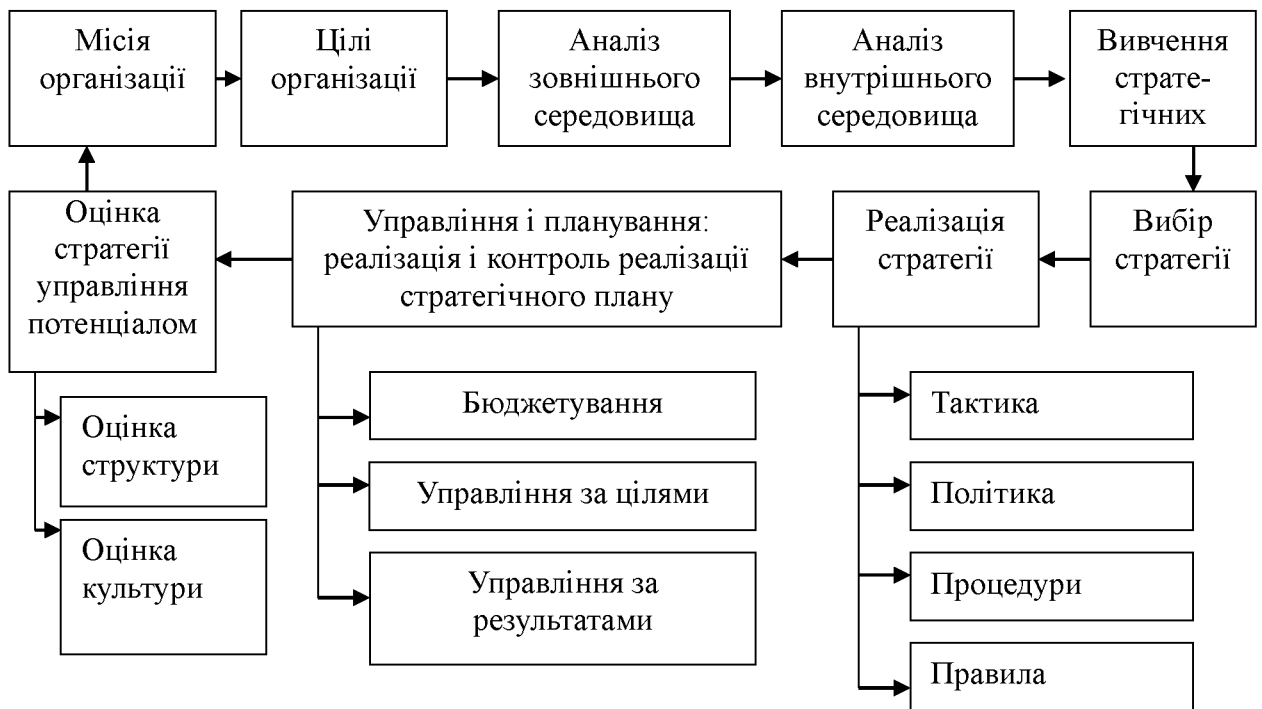 Місія
організації
Цілі
організації
Аналіз
зовнішнього
середовища
Аналіз
внутрішнього
середовища
Вивчення
страте-
гічних
Оцінка
стратегії
управління
потенціалом
Управління і планування:
реалізація і контроль реалізації
стратегічного плану
Реалізація
стратегії
Вибір
стратегії
Оцінка
структури
Оцінка
культури
Бюджетування
Управління за цілями
Управління за
результатами
Тактика
Політика
Процедури
Правила